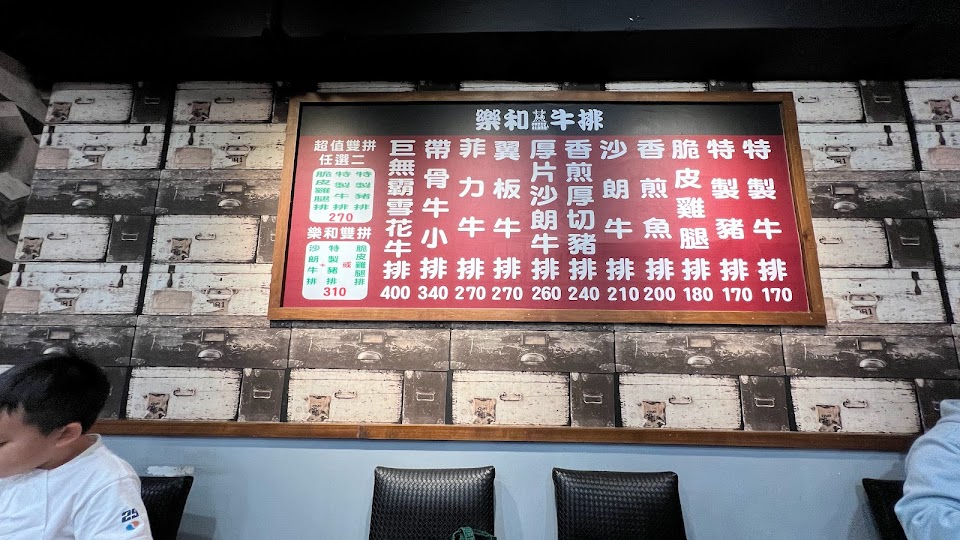 樂和牛排
特製牛排 170
特製豬排 170
脆皮雞腿排 180
香煎魚排 200
沙朗牛排 210
香煎厚切豬排 240
厚片沙朗牛排 260
翼板牛排 270
菲力牛排 270
帶骨牛小排 340
巨無霸雪花牛排 400
超值雙拼
任選二
特製豬排
特製牛排
脆皮雞腿排
270
樂和雙拼
沙朗牛排
+
特製豬排
或
脆皮雞腿排
310
25